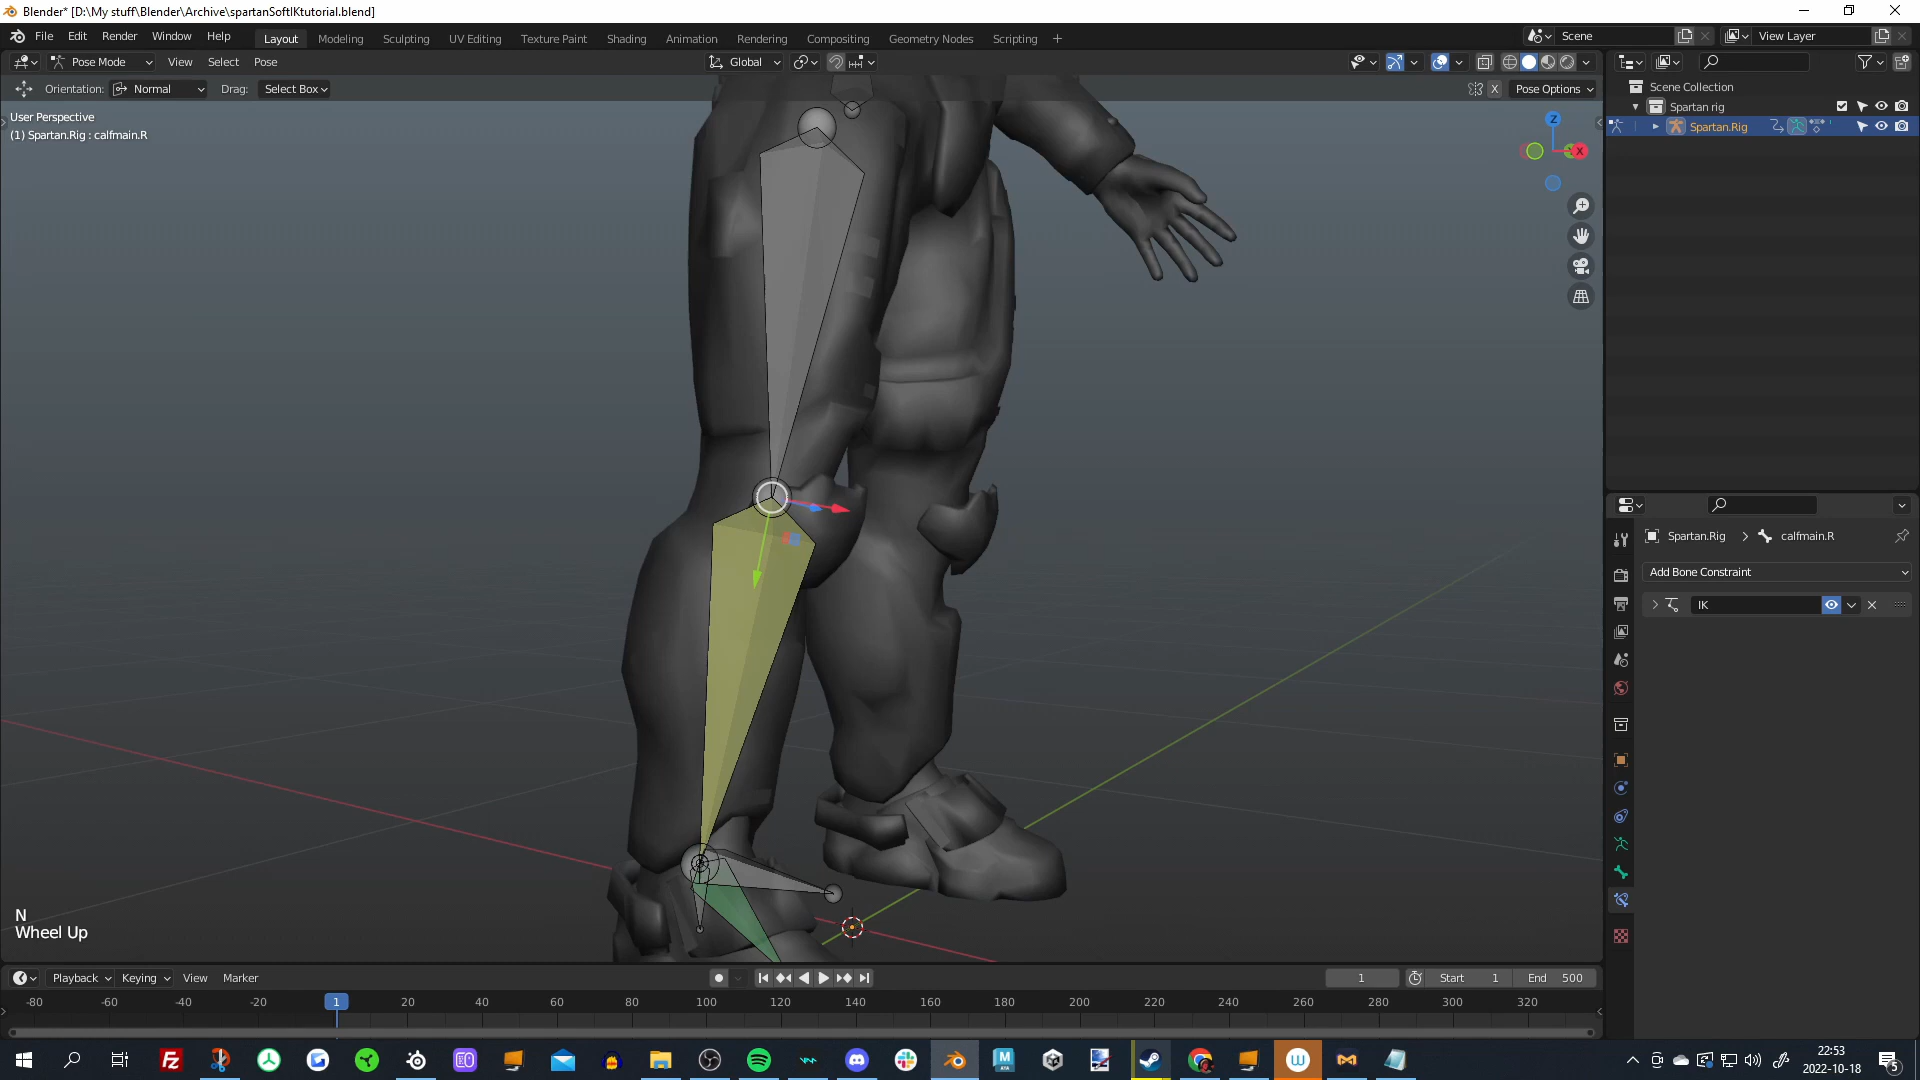 Blender* [D:\My stuff\Blender\Archive\spartanSoftIKtutorial.blend]
File Edit Render Window Help Layout Modeling Sculpting UV Editing Texture Paint Shading Animation Rendering Compositing Geometry Nodes Scripting + Scene View Layer
Pose Mode View Select Pose Global
Orientation: Normal Drag: Select Box X Pose Options
User Perspective
(1) Spartan.Rig : calfmain.R
Z
X
Scene Collection
Spartan rig
Spartan.Rig
Spartan.Rig > calfmain.R
Add Bone Constraint
IK
N
Wheel Up
Playback Keying View Marker 1 Start 1 End 500
-80 -60 -40 -20 1 20 40 60 80 100 120 140 160 180 200 220 240 260 280 300 320
22:53
2022-10-18
5